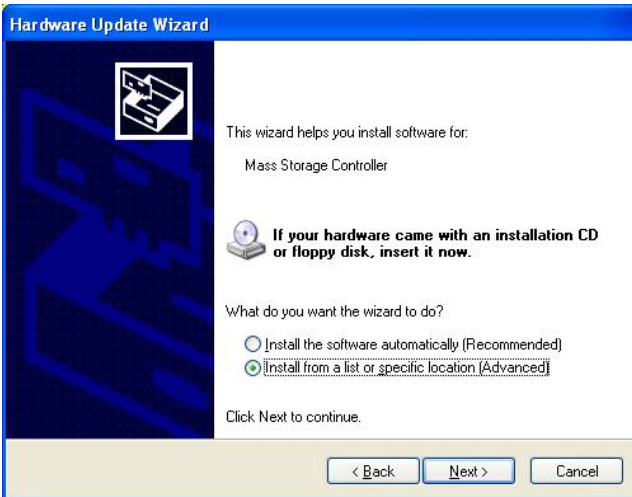 Hardware Update Wizard
This wizard helps you install software for:
Mass Storage Controller
If your hardware came with an installation CD
or floppy disk, insert it now.
What do you want the wizard to do?
Install the software automatically (Recommended)
Install from a list or specific location (Advanced)
Click Next to continue.
< Back
Next >
Cancel